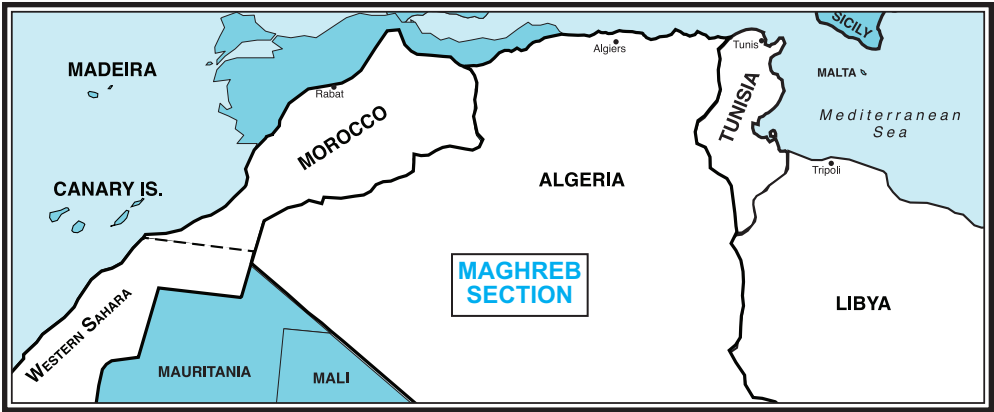 SICILY
Tunis
Algiers
MADEIRA
MALTA
Rabat
Mediterranean
Sea
MOROCCO
TUNISIA
Tripoli
CANARY IS.
ALGERIA
MAGHREB
SECTION
LIBYA
WESTERN SAHARA
MAURITANIA
MALI